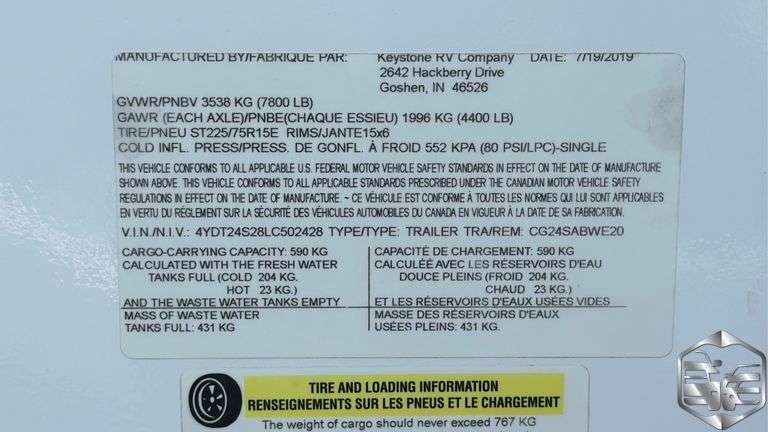 MANUFACTURED BY/FABRIQUE PAR: Keystone RV Company DATE: 7/19/2019
2642 Hackberry Drive
Goshen, IN 46526
GVWR/PNBV 3538 KG (7800 LB)
GAWR (EACH AXLE)/PNBE(CHAQUE ESSIEU) 1996 KG (4400 LB)
TIRE/PNEU ST225/75R15E RIMS/JANTE15x6
COLD INFL. PRESS/PRESS. DE GONFL. À FROID 552 KPA (80 PSI/LPC)-SINGLE
THIS VEHICLE CONFORMS TO ALL APPLICABLE U.S. FEDERAL MOTOR VEHICLE SAFETY STANDARDS IN EFFECT ON THE DATE OF MANUFACTURE
SHOWN ABOVE. THIS VEHICLE CONFORMS TO ALL APPLICABLE STANDARDS PRESCRIBED UNDER THE CANADIAN MOTOR VEHICLE SAFETY
REGULATIONS IN EFFECT ON THE DATE OF MANUFACTURE. ~ CE VÉHICULE EST CONFORME À TOUTES LES NORMES QUI LUI SONT APPLICABLES
EN VERTU DU RÈGLEMENT SUR LA SÉCURITÉ DES VÉHICULES AUTOMOBILES DU CANADA EN VIGUEUR À LA DATE DE SA FABRICATION.
V.I.N./N.I.V.: 4YDT24S28LC502428 TYPE/TYPE: TRAILER TRA/REM: CG24SABWE20
CARGO-CARRYING CAPACITY: 590 KG
CALCULATED WITH THE FRESH WATER
TANKS FULL (COLD 204 KG.
HOT 23 KG.)
AND THE WASTE WATER TANKS EMPTY
MASS OF WASTE WATER
TANKS FULL: 431 KG
CAPACITÉ DE CHARGEMENT: 590 KG
CALCULÉE AVEC LES RÉSERVOIRS D'EAU
DOUCE PLEINS (FROID 204 KG.
CHAUD 23 KG.)
ET LES RÉSERVOIRS D'EAUX USÉES VIDES
MASSE DES RÉSERVOIRS D'EAUX
USÉES PLEINS: 431 KG
TIRE AND LOADING INFORMATION
RENSEIGNEMENTS SUR LES PNEUS ET LE CHARGEMENT
The weight of cargo should never exceed 767 KG